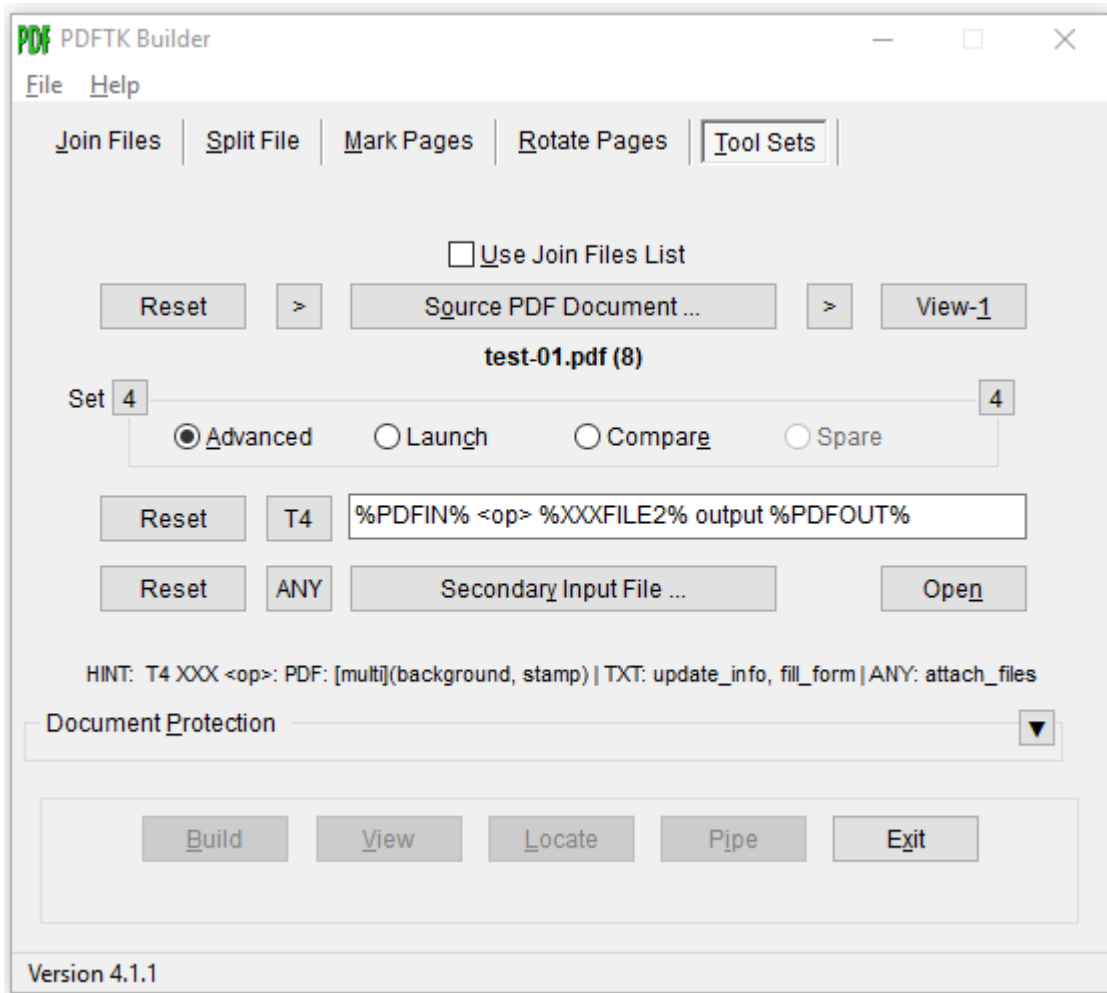 PDF PDFTK Builder
File Help
Join Files Split File Mark Pages Rotate Pages Tool Sets
Use Join Files List
Reset > Source PDF Document ... > View-1
test-01.pdf (8)
Set 4 4
Advanced Launch Compare Spare
Reset T4 %PDFIN% <op> %XXXFILE2% output %PDFOUT%
Reset ANY Secondary Input File ... Open
HINT: T4 XXX <op>: PDF: [multi](background, stamp) | TXT: update_info, fill_form | ANY: attach_files
Document Protection ▼
Build View Locate Pipe Exit
Version 4.1.1